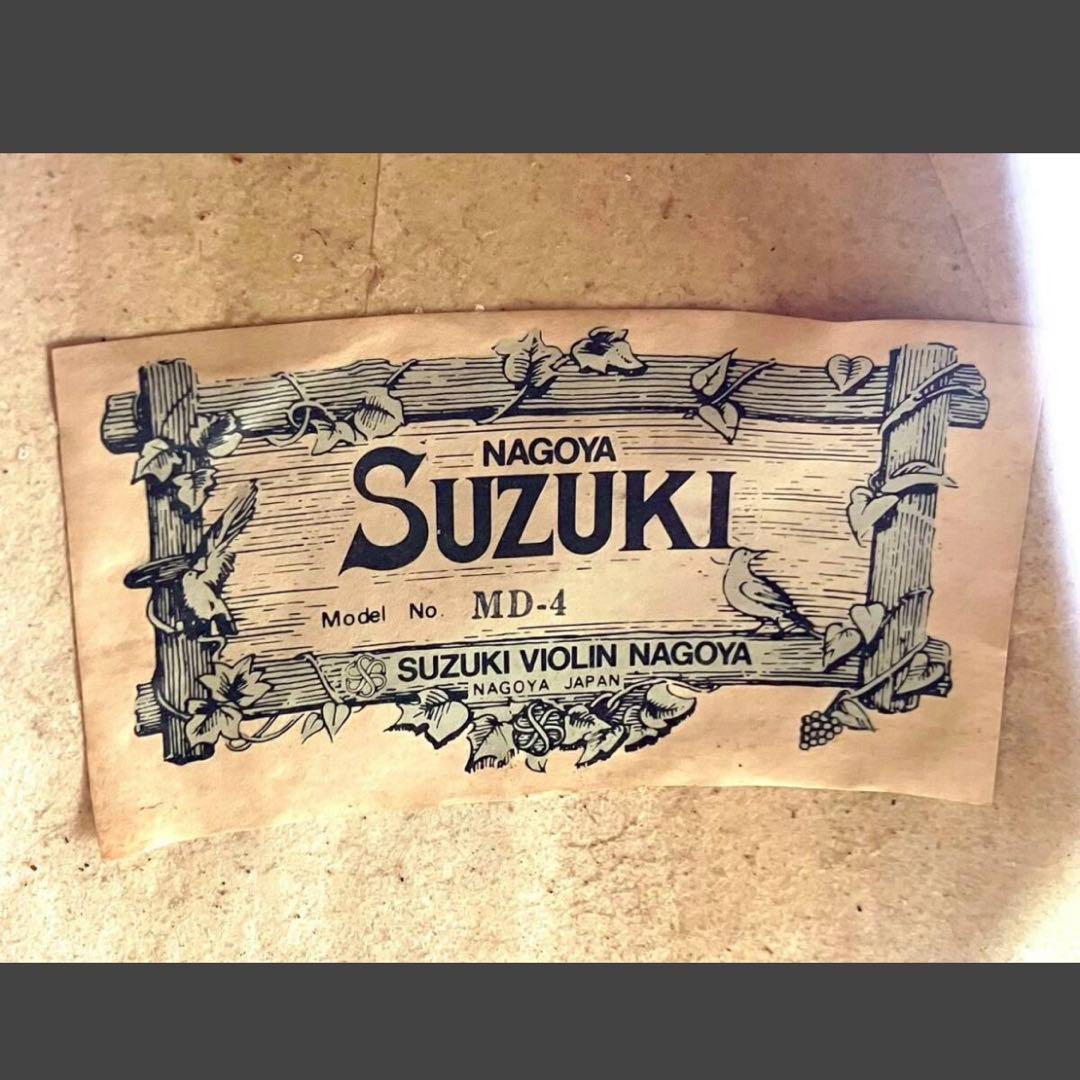 NAGOYA
SUZUKI
Model No. MD-4
SUZUKI VIOLIN NAGOYA
NAGOYA JAPAN